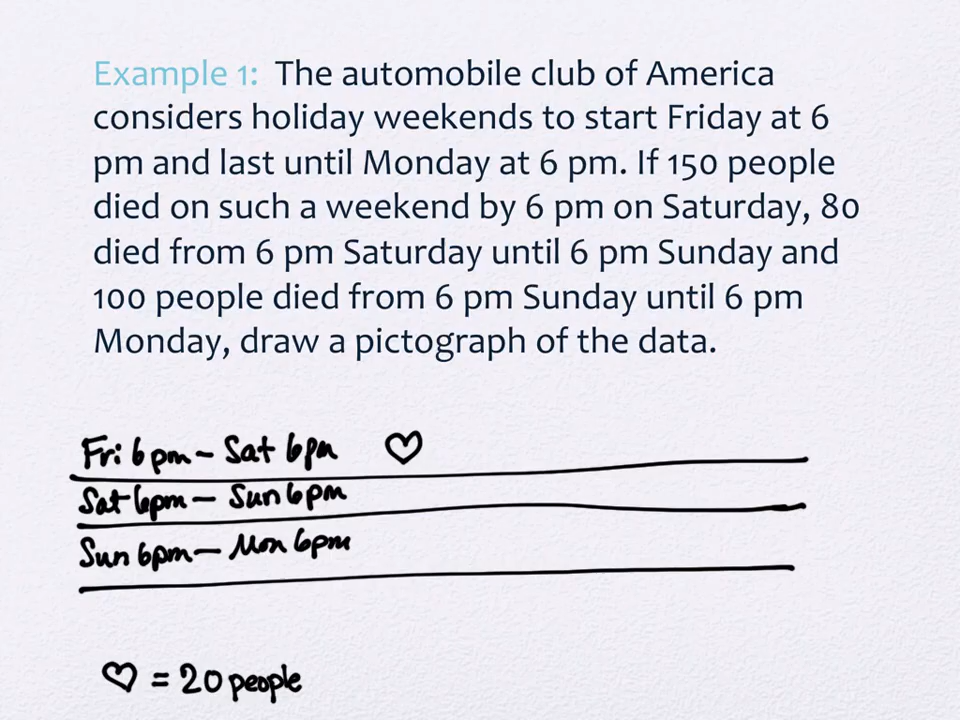 Example 1: The automobile club of America
considers holiday weekends to start Friday at 6
pm and last until Monday at 6 pm. If 150 people
died on such a weekend by 6 pm on Saturday, 80
died from 6 pm Saturday until 6 pm Sunday and
100 people died from 6 pm Sunday until 6 pm
Monday, draw a pictograph of the data.
Fri 6pm – Sat 6pm ♡
Sat 6pm – Sun 6pm
Sun 6pm – Mon 6pm
♡ = 20 people